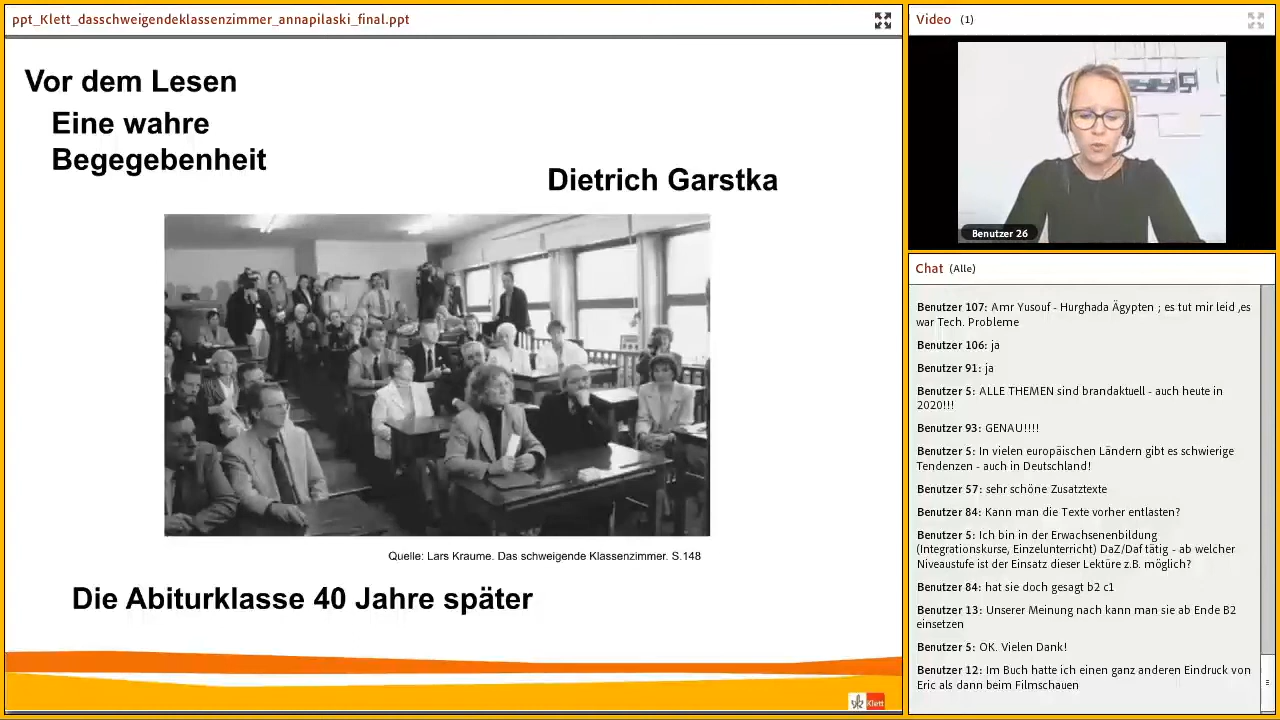 ppt_Klett_dasschweigendeklassenzimmer_annapilaski_final.ppt
Vor dem Lesen
Eine wahre
Begegebenheit
Dietrich Garstka
Quelle: Lars Kraume. Das schweigende Klassenzimmer. S.148
Die Abiturklasse 40 Jahre später
Klett
Video (1)
Benutzer 26
Chat (Alle)
Benutzer 107: Amr Yusouf - Hurghada Ägypten ; es tut mir leid ,es
war Tech. Probleme
Benutzer 106: ja
Benutzer 91: ja
Benutzer 5: ALLE THEMEN sind brandaktuell - auch heute in
2020!!!
Benutzer 93: GENAU!!!!
Benutzer 5: In vielen europäischen Ländern gibt es schwierige
Tendenzen - auch in Deutschland!
Benutzer 57: sehr schöne Zusatztexte
Benutzer 84: Kann man die Texte vorher entlasten?
Benutzer 5: Ich bin in der Erwachsenenbildung
(Integrationskurse, Einzelunterricht) DaZ/Daf tätig - ab welcher
Niveaustufe ist der Einsatz dieser Lektüre z.B. möglich?
Benutzer 84: hat sie doch gesagt b2 c1
Benutzer 13: Unserer Meinung nach kann man sie ab Ende B2
einsetzen
Benutzer 5: OK. Vielen Dank!
Benutzer 12: Im Buch hatte ich einen ganz anderen Eindruck von
Eric als dann beim Filmschauen